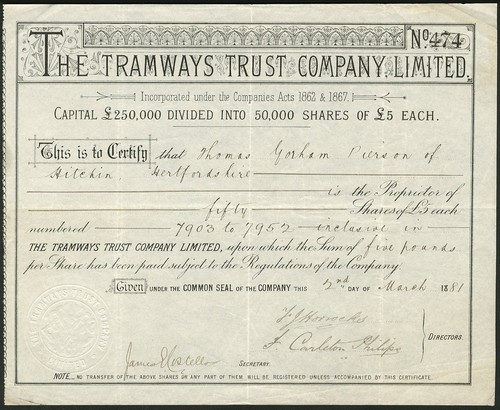 No. 474
THE TRAMWAYS TRUST COMPANY, LIMITED.
Incorporated under the Companies Acts 1862 & 1867.
CAPITAL £250,000 DIVIDED INTO 50,000 SHARES OF £5 EACH.
This is to Certify that Thomas Gorham Pierson of
Hitchin, Hertfordshire
is the Proprietor of
fifty Shares of £5 each
numbered 7903 to 7952 inclusive in
THE TRAMWAYS TRUST COMPANY, LIMITED, upon which the Sum of five pounds
per Share has been paid subject to the Regulations of the Company
Given UNDER THE COMMON SEAL OF THE COMPANY THIS 2nd DAY OF March 1881
F. Carleton Philips
DIRECTORS.
James Costello
SECRETARY.
NOTE._ NO TRANSFER OF THE ABOVE SHARES OR ANY PART OF THEM WILL BE REGISTERED UNLESS ACCOMPANIED BY THIS CERTIFICATE.